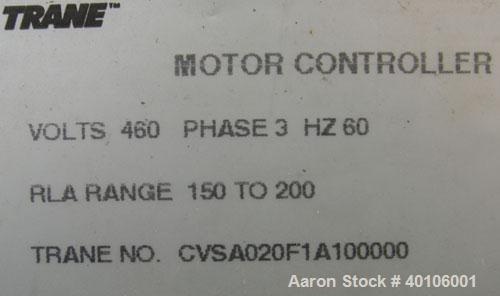 TRANE™
MOTOR CONTROLLER
VOLTS 460 PHASE 3 HZ 60
RLA RANGE 150 TO 200
TRANE NO. CVSA020F1A100000
Aaron Stock # 40106001